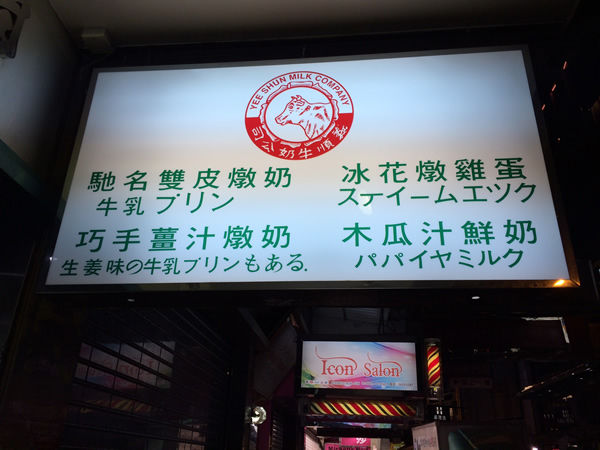 YEE SHUN MILK COMPANY
義順牛奶公司
馳名雙皮燉奶
牛乳プリン
巧手薑汁燉奶
生姜味の牛乳プリンもある.
冰花燉雞蛋
スティームエツク
木瓜汁鮮奶
パパイヤミルク
Icon Salon